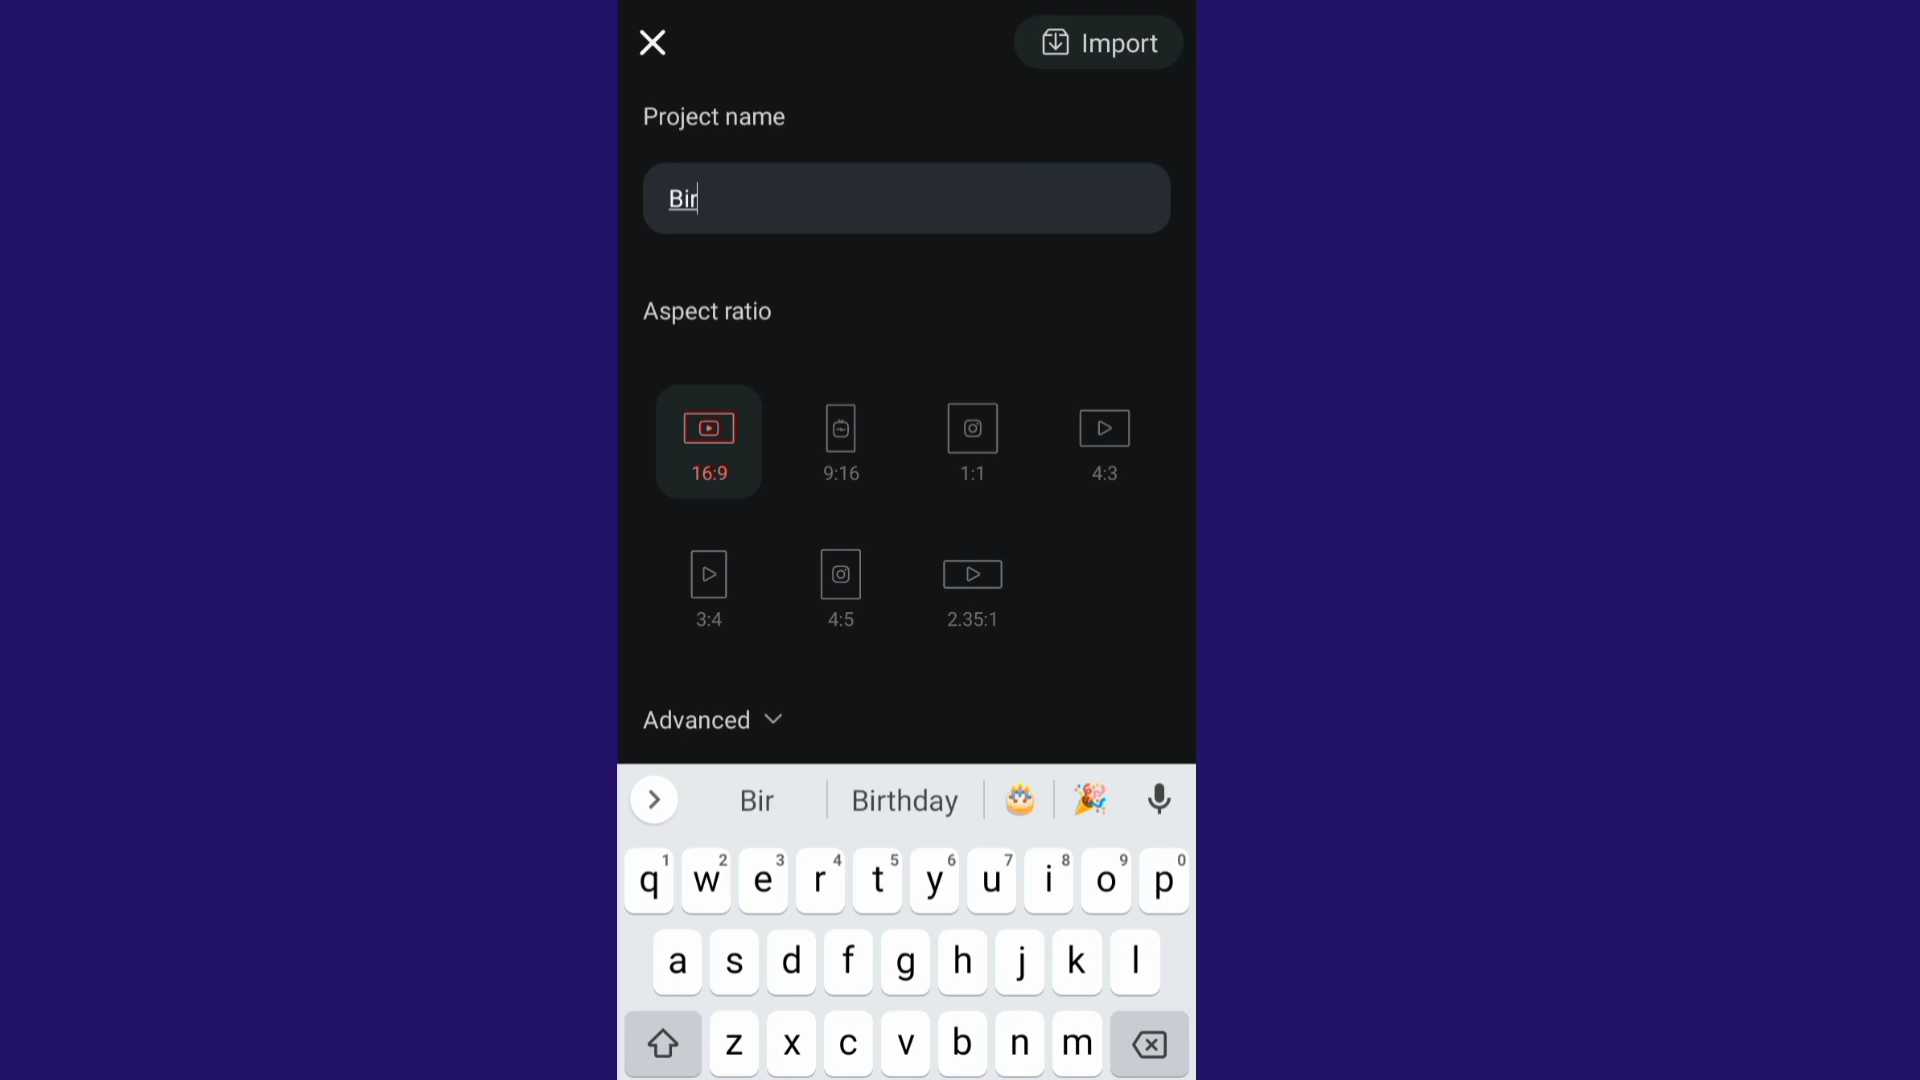 Import
Project name
Bir
Aspect ratio
16:9 9:16 1:1 4:3
3:4 4:5 2.35:1
Advanced
Bir Birthday 🎂 🎉
1 2 3 4 5 6 7 8 9 0
q w e r t y u i o p
a s d f g h j k l
z x c v b n m